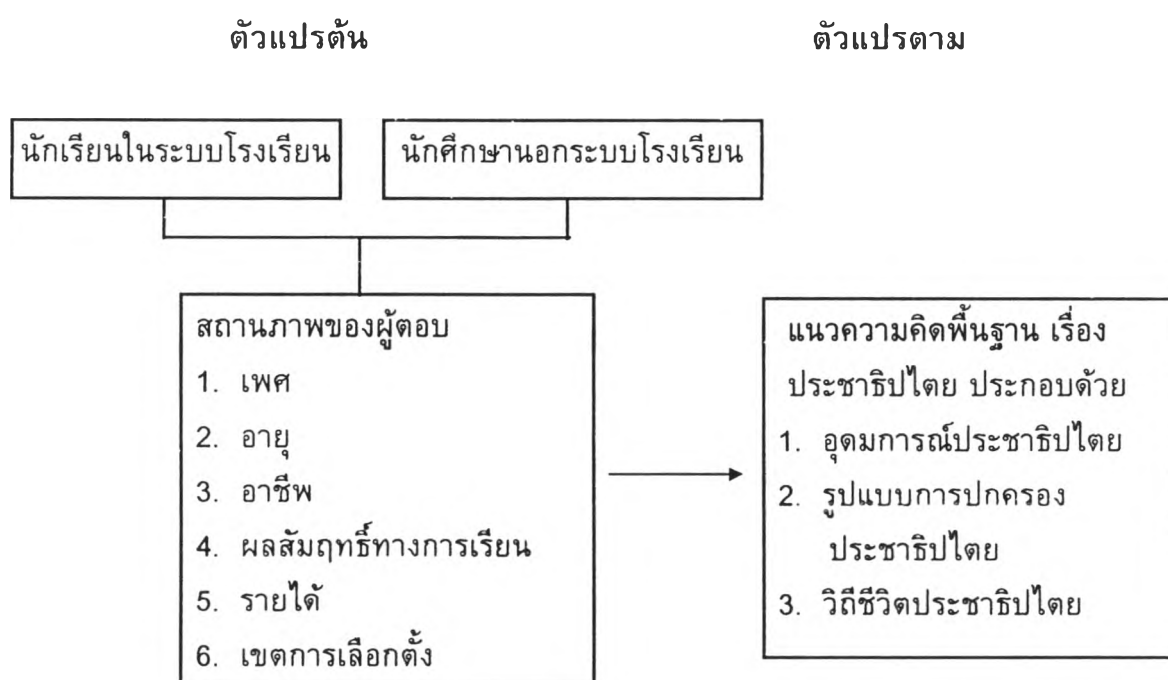 ตัวแปรต้น
ตัวแปรตาม
นักเรียนในระบบโรงเรียน
นักศึกษานอกระบบโรงเรียน
สถานภาพของผู้ตอบ
1. เพศ
2. อายุ
3. อาชีพ
4. ผลสัมฤทธิ์ทางการเรียน
5. รายได้
6. เขตการเลือกตั้ง
แนวความคิดพื้นฐาน เรื่อง
ประชาธิปไตย ประกอบด้วย
1. อุดมการณ์ประชาธิปไตย
2. รูปแบบการปกครอง
ประชาธิปไตย
3. วิถีชีวิตประชาธิปไตย